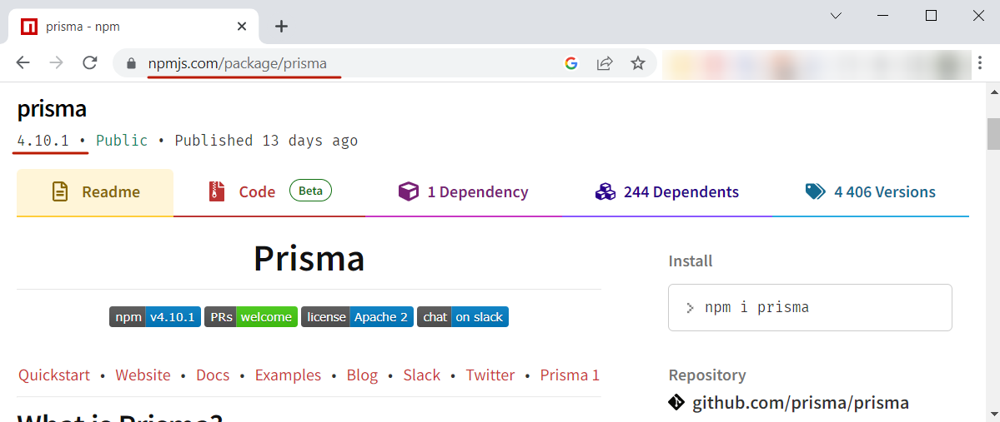 prisma - npm
npmjs.com/package/prisma
prisma
4.10.1 • Public • Published 13 days ago
Readme
Code Beta
1 Dependency
244 Dependents
4 406 Versions
Prisma
npm v4.10.1 PRs welcome license Apache 2 chat on slack
Quickstart • Website • Docs • Examples • Blog • Slack • Twitter • Prisma 1
What is Prisma?
Install
> npm i prisma
Repository
github.com/prisma/prisma